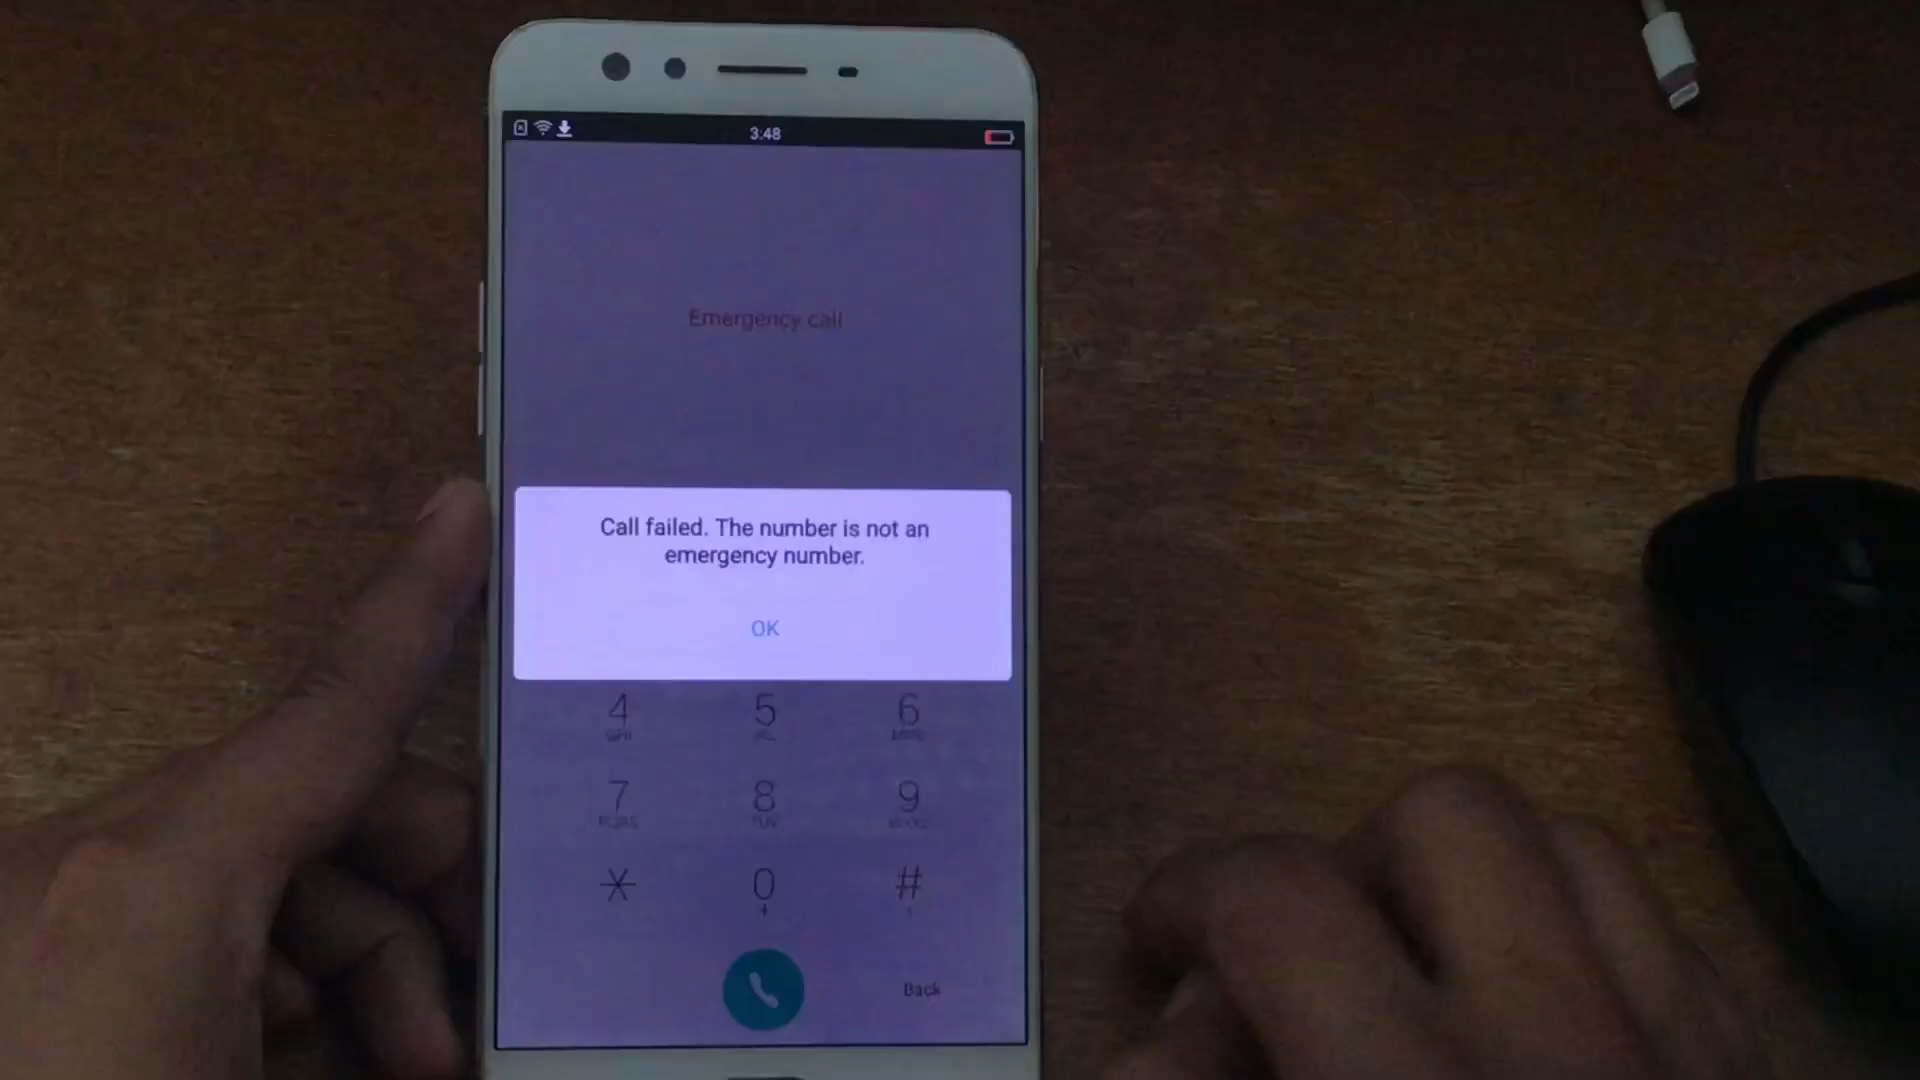 3:48
Emergency call
Call failed. The number is not an
emergency number.
OK
4 5 6
7 8 9
* 0 #
+
Back